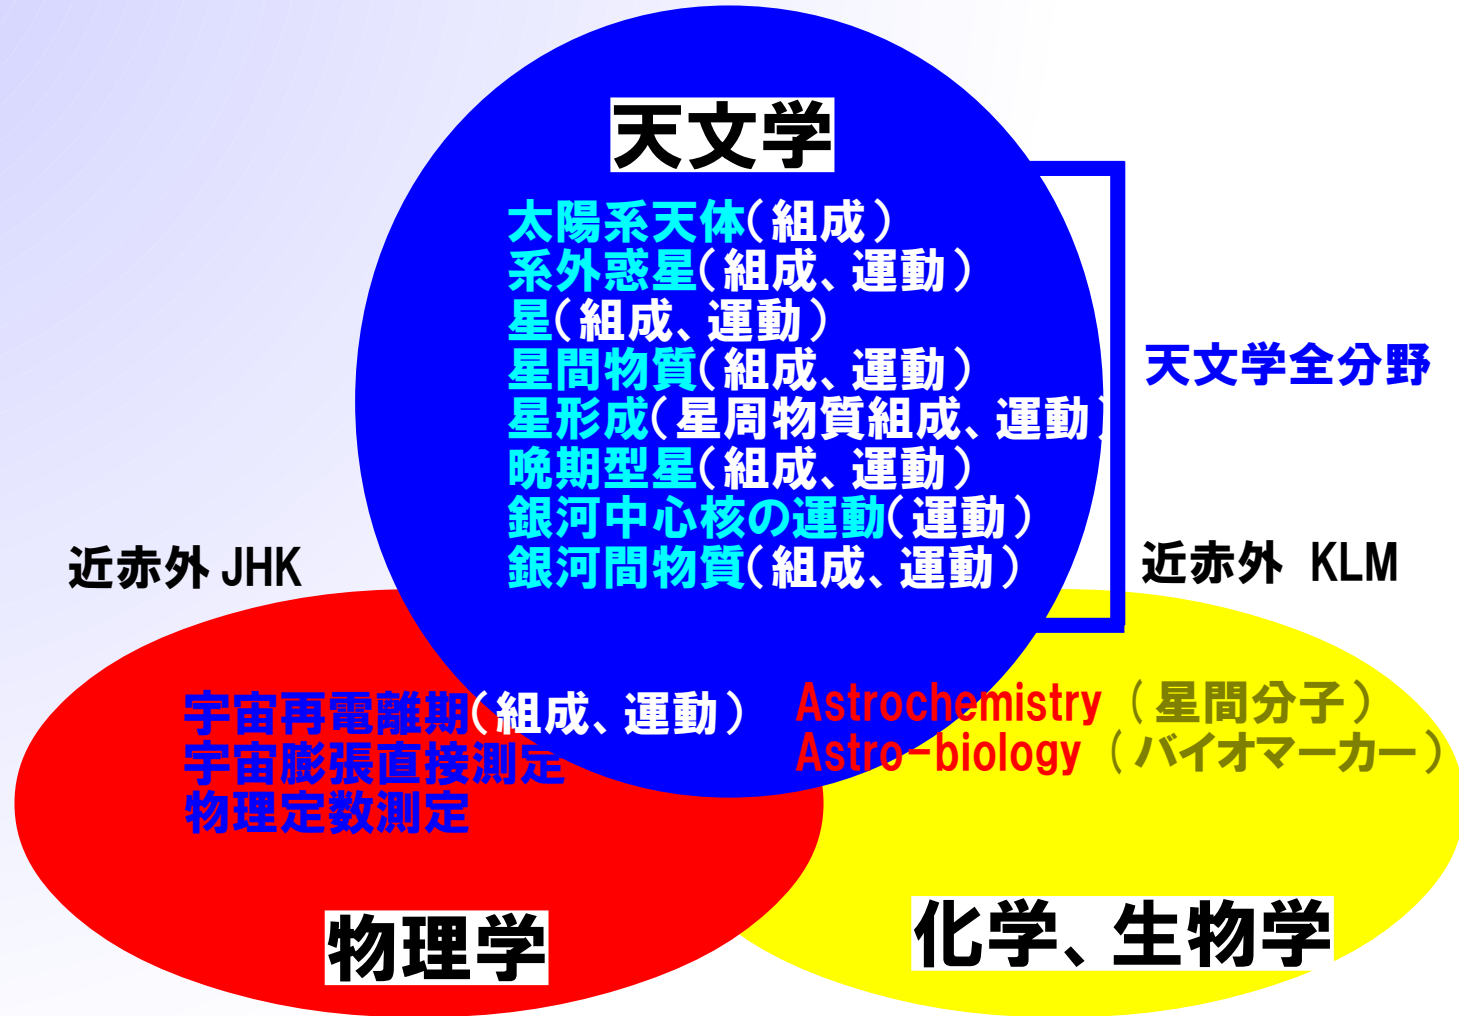 天文学
太陽系天体(組成)
系外惑星(組成、運動)
星(組成、運動)
星間物質(組成、運動)
星形成(星周物質組成、運動)
晩期型星(組成、運動)
銀河中心核の運動(運動)
銀河間物質(組成、運動)
天文学全分野
近赤外 JHK
近赤外 KLM
宇宙再電離期(組成、運動)
宇宙膨張直接測定
物理定数測定
Astrochemistry (星間分子)
Astro-biology (バイオマーカー)
物理学
化学、生物学